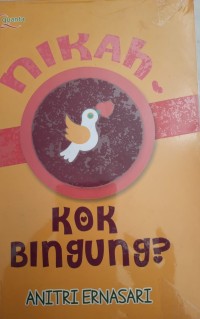 NIKAH,
KOK
BINGUNG?
ANITRI ERNASARI